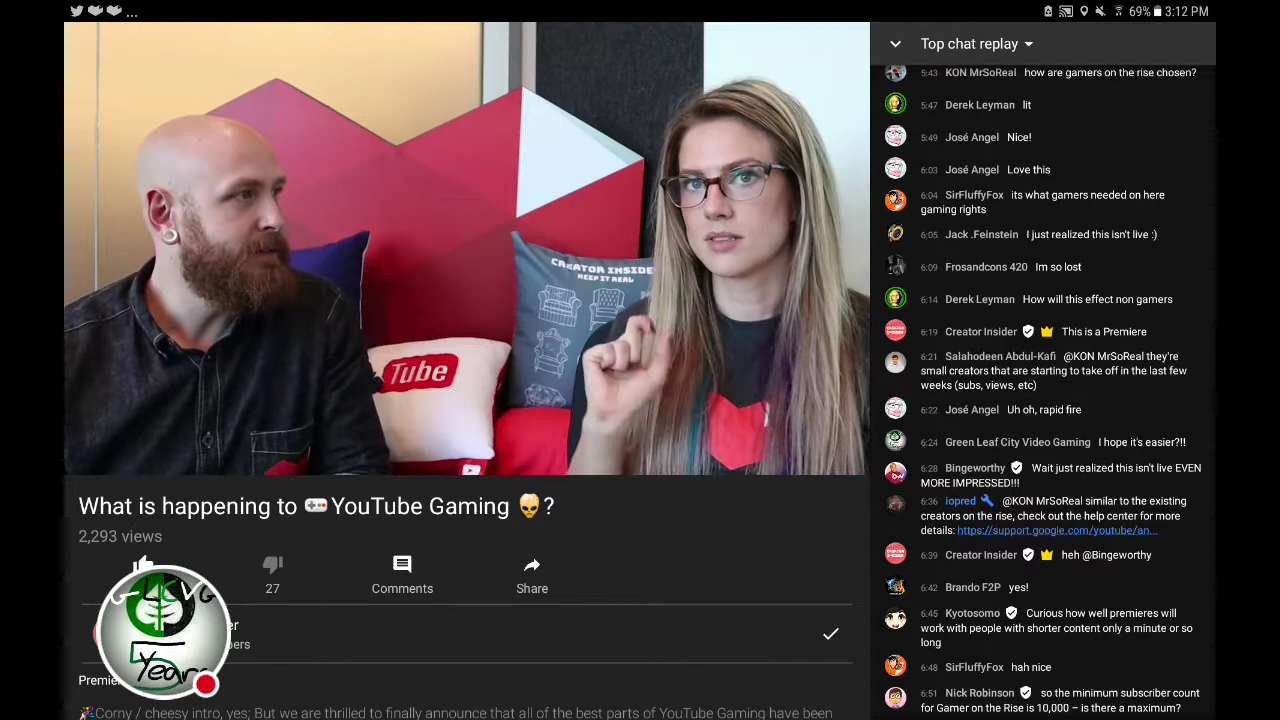 69% 3:12 PM
Top chat replay
5:43 KON MrSoReal how are gamers on the rise chosen?
5:47 Derek Leyman lit
5:49 José Angel Nice!
6:03 José Angel Love this
6:04 SirFluffyFox its what gamers needed on here
gaming rights
6:05 Jack .Feinstein I just realized this isn't live :)
6:09 Frosandcons 420 Im so lost
6:14 Derek Leyman How will this effect non gamers
6:19 Creator Insider This is a Premiere
6:21 Salahodeen Abdul-Kafi @KON MrSoReal they're
small creators that are starting to take off in the last few
weeks (subs, views, etc)
6:22 José Angel Uh oh, rapid fire
6:24 Green Leaf City Video Gaming I hope it's easier?!!
6:28 Bingeworthy Wait just realized this isn't live EVEN
MORE IMPRESSED!!!
6:36 iopred @KON MrSoReal similar to the existing
creators on the rise, check out the help center for more
details: https://support.google.com/youtube/an...
6:39 Creator Insider heh @Bingeworthy
6:42 Brando F2P yes!
6:45 Kyotosomo Curious how well premieres will
work with people with shorter content only a minute or so
long
6:48 SirFluffyFox hah nice
6:51 Nick Robinson so the minimum subscriber count
for Gamer on the Rise is 10,000 – is there a maximum?
CREATOR INSIDE
KEEP IT REAL
Tube
What is happening to 🎮YouTube Gaming 👽?
2,293 views
27 Comments Share
GLCVG
5
Years
er
bers
Premie
🎉Corny / cheesy intro, yes; But we are thrilled to finally announce that all of the best parts of YouTube Gaming have been